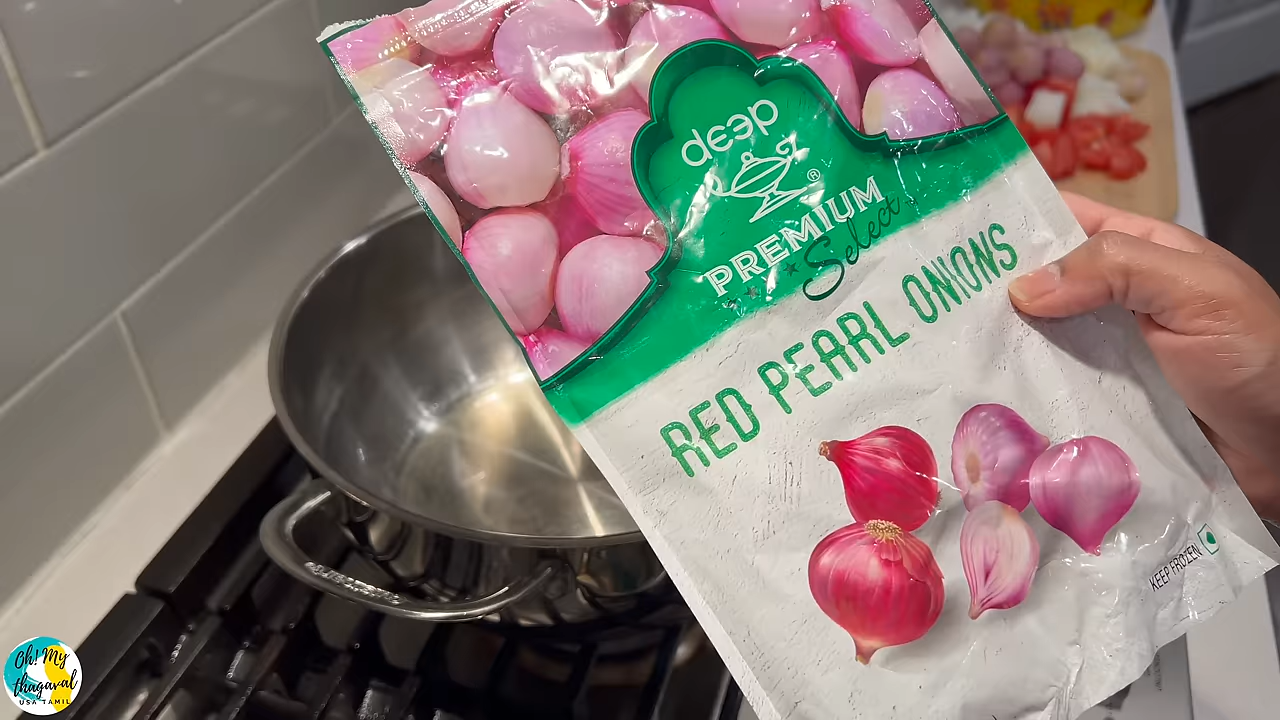 deep
®
PREMIUM
Select
RED PEARL ONIONS
KEEP FROZEN
Oh! My
thagaval
USA TAMIL